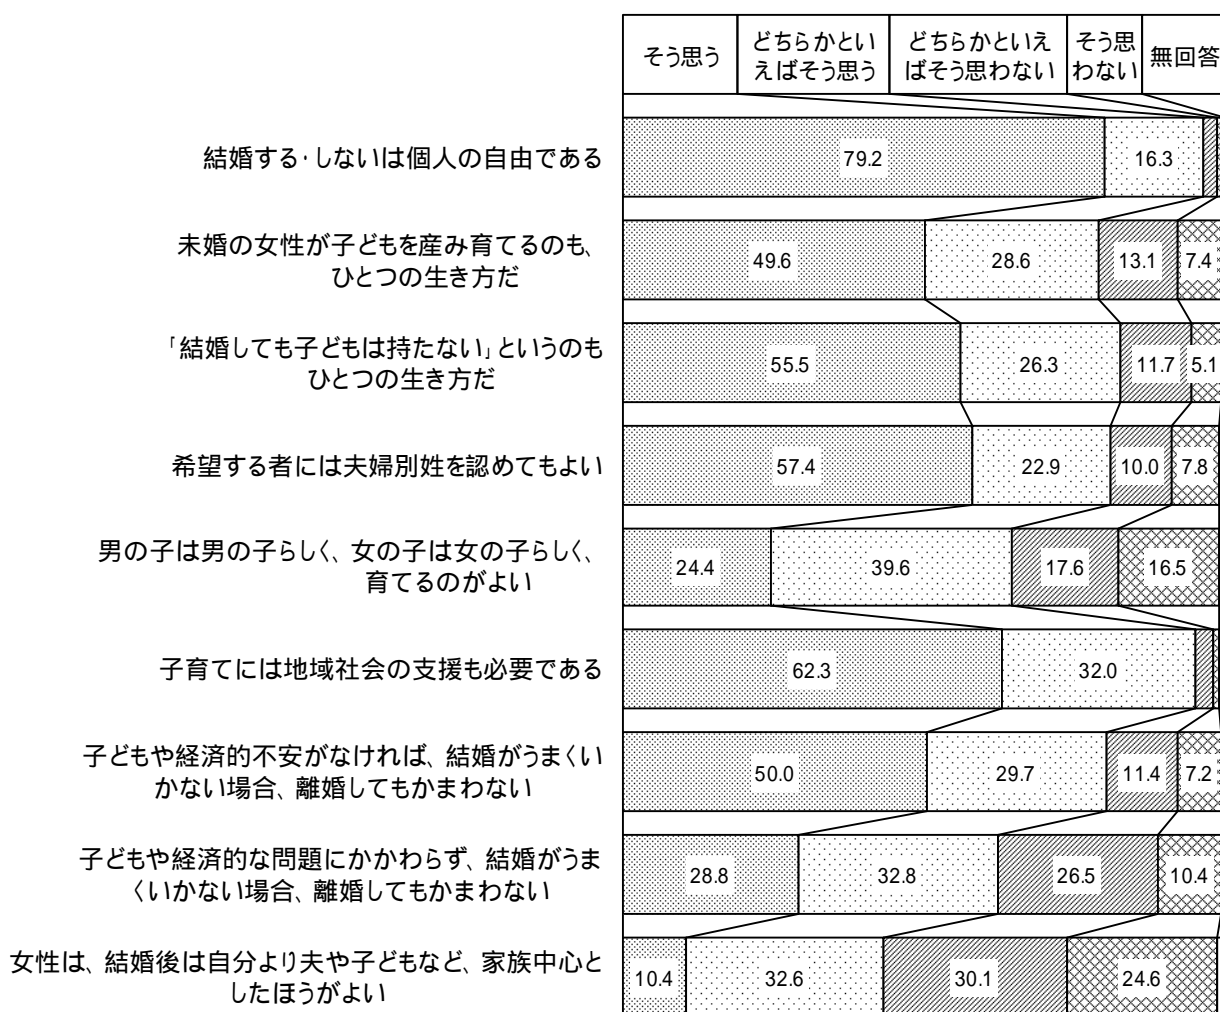 そう思う
どちらかとい
えばそう思う
どちらかといえ
ばそう思わない
そう思
わない
無回答
結婚する・しないは個人の自由である
79.2
16.3
未婚の女性が子どもを産み育てるのも、
ひとつの生き方だ
49.6
28.6
13.1
7.4
「結婚しても子どもは持たない」というのも
ひとつの生き方だ
55.5
26.3
11.7
5.1
希望する者には夫婦別姓を認めてもよい
57.4
22.9
10.0
7.8
男の子は男の子らしく、女の子は女の子らしく、
育てるのがよい
24.4
39.6
17.6
16.5
子育てには地域社会の支援も必要である
62.3
32.0
子どもや経済的不安がなければ、結婚がうまくい
かない場合、離婚してもかまわない
50.0
29.7
11.4
7.2
子どもや経済的な問題にかかわらず、結婚がうま
くいかない場合、離婚してもかまわない
28.8
32.8
26.5
10.4
女性は、結婚後は自分より夫や子どもなど、家族中心と
したほうがよい
10.4
32.6
30.1
24.6